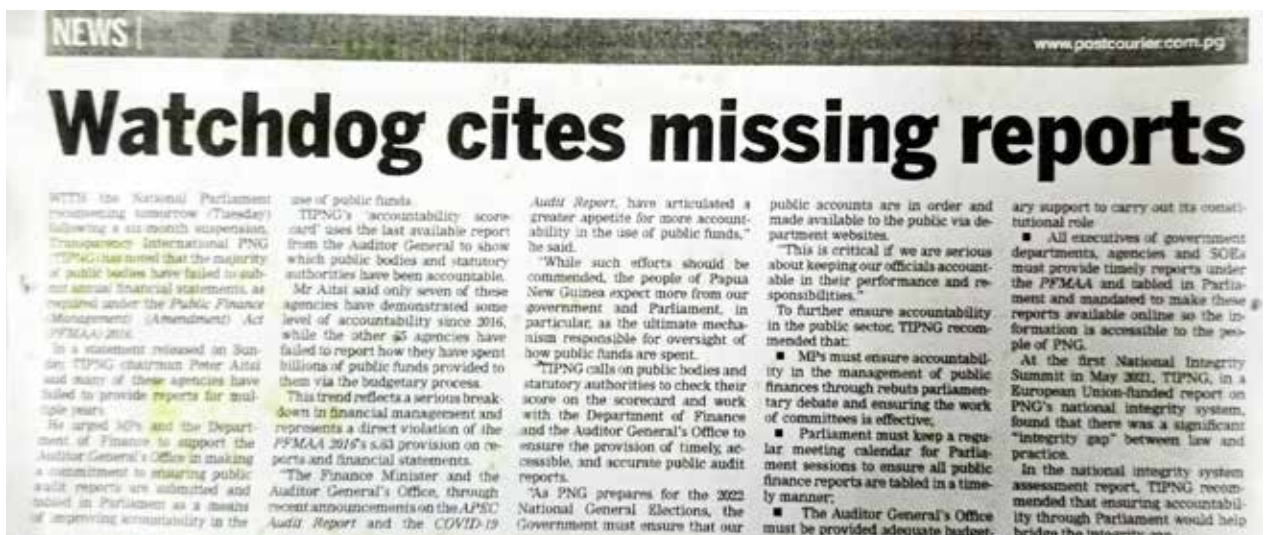 NEWS
www.postcourier.com.pg
Watchdog cites missing reports
WITH the National Parliament
reconvening tomorrow (Tuesday)
following a six month suspension,
Transparency International PNG
(TIPNG) has noted that the majority
of public bodies have failed to sub-
mit annual financial statements, as
required under the Public Finance
(Management) (Amendment) Act
(PFMAA) 2016.
In a statement released on Sun-
day, TIPNG chairman Peter Aitsi
said many of these agencies have
failed to provide reports for mul-
tiple years.
He urged MPs and the Depart-
ment of Finance to support the
Auditor General's Office in making
a commitment to ensuring public
audit reports are submitted and
tabled in Parliament as a means
of improving accountability in the
use of public funds.
TIPNG's 'accountability score-
card' uses the last available report
from the Auditor General to show
which public bodies and statutory
authorities have been accountable.
Mr Aitsi said only seven of these
agencies have demonstrated some
level of accountability since 2016,
while the other agencies have
failed to report how they have spent
billions of public funds provided to
them via the budgetary process.
This trend reflects a serious break-
down in financial management and
represents a direct violation of the
PFMAA 2016's s.63 provision on re-
ports and financial statements.
"The Finance Minister and the
Auditor General's Office, through
recent announcements on the APEC
Audit Report and the COVID-19
Audit Report, have articulated a
greater appetite for more account-
ability in the use of public funds,"
he said.
"While such efforts should be
commended, the people of Papua
New Guinea expect more from our
government and Parliament, in
particular, as the ultimate mecha-
nism responsible for oversight of
how public funds are spent.
"TIPNG calls on public bodies and
statutory authorities to check their
score on the scorecard and work
with the Department of Finance
and the Auditor General's Office to
ensure the provision of timely, ac-
cessible, and accurate public audit
reports.
"As PNG prepares for the 2022
National General Elections, the
Government must ensure that our
public accounts are in order and
made available to the public via de-
partment websites.
"This is critical if we are serious
about keeping our officials account-
able in their performance and re-
sponsibilities."
To further ensure accountability
in the public sector, TIPNG recom-
mended that:
■ MPs must ensure accountabil-
ity in the management of public
finances through rebuts parliamen-
tary debate and ensuring the work
of committees is effective;
■ Parliament must keep a regu-
lar meeting calendar for Parlia-
ment sessions to ensure all public
finance reports are tabled in a time-
ly manner;
■ The Auditor General's Office
must be provided adequate budget-
ary support to carry out its consti-
tutional role
■ All executives of government
departments, agencies and SOEs
must provide timely reports under
the PFMAA and tabled in Parlia-
ment and mandated to make these
reports available online so the in-
formation is accessible to the peo-
ple of PNG.
At the first National Integrity
Summit in May 2021, TIPNG, in a
European Union-funded report on
PNG's national integrity system,
found that there was a significant
"integrity gap" between law and
practice.
In the national integrity system
assessment report, TIPNG recom-
mended that ensuring accountabil-
ity through Parliament would help
bridge the integrity gap